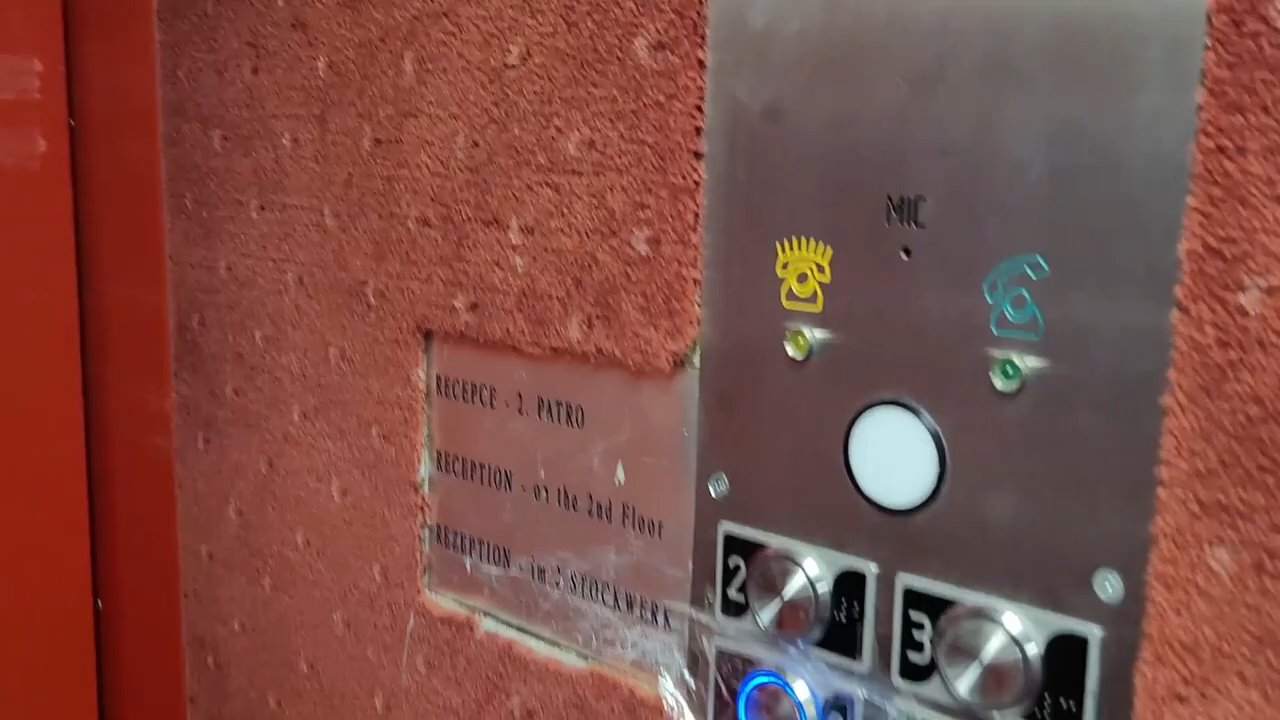 MIC
RECEPCE - 2. PATRO
RECEPTION - on the 2nd Floor
REZEPTION - im 2 STOCKWERK
2
3